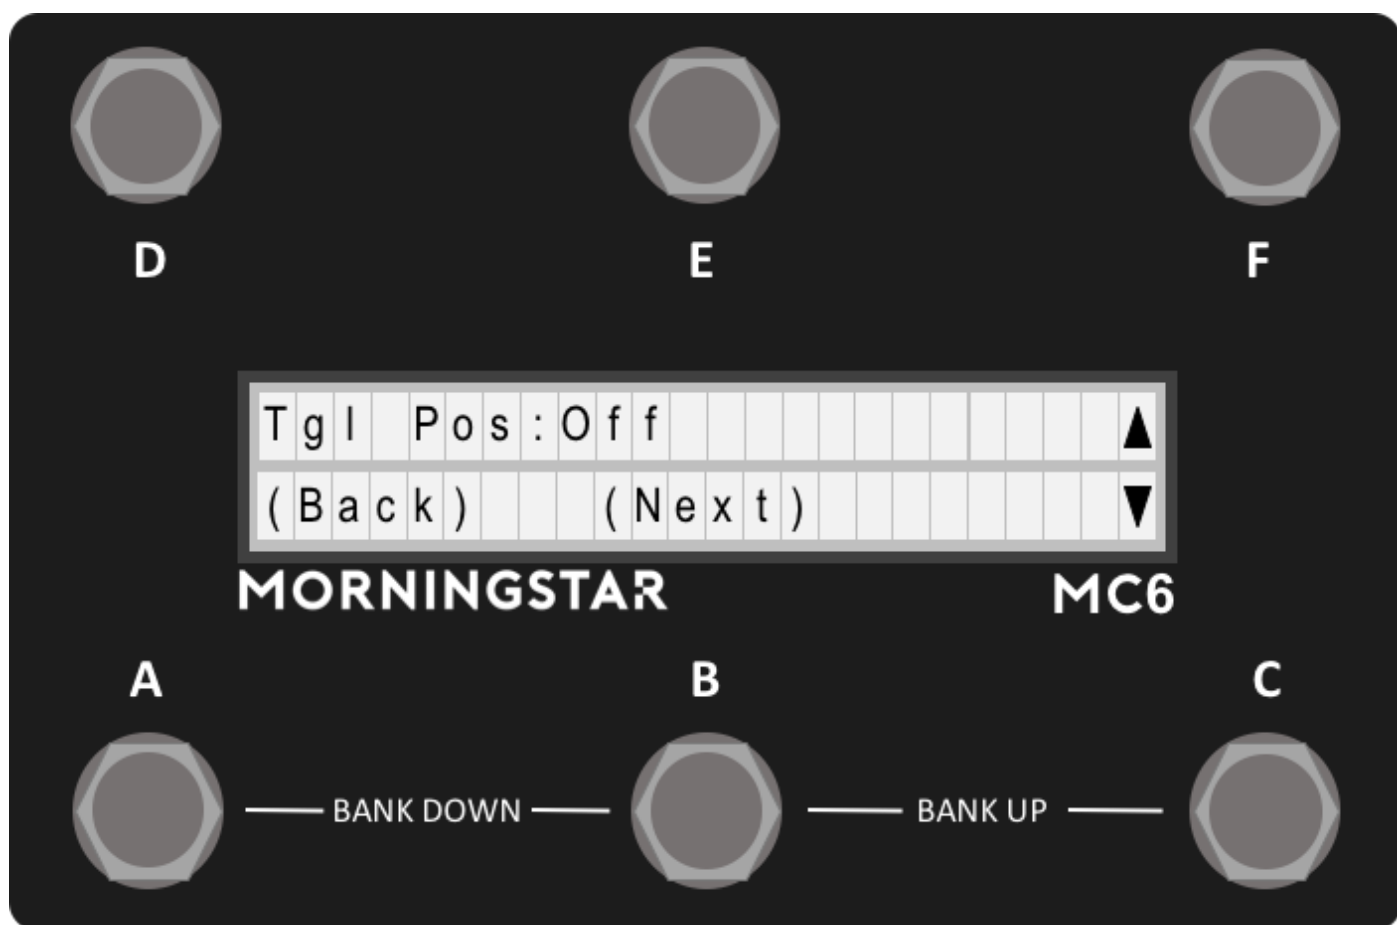 D E F
Tgl Pos:Off ▲
(Back) (Next) ▼
MORNINGSTAR MC6
A B C
BANK DOWN BANK UP